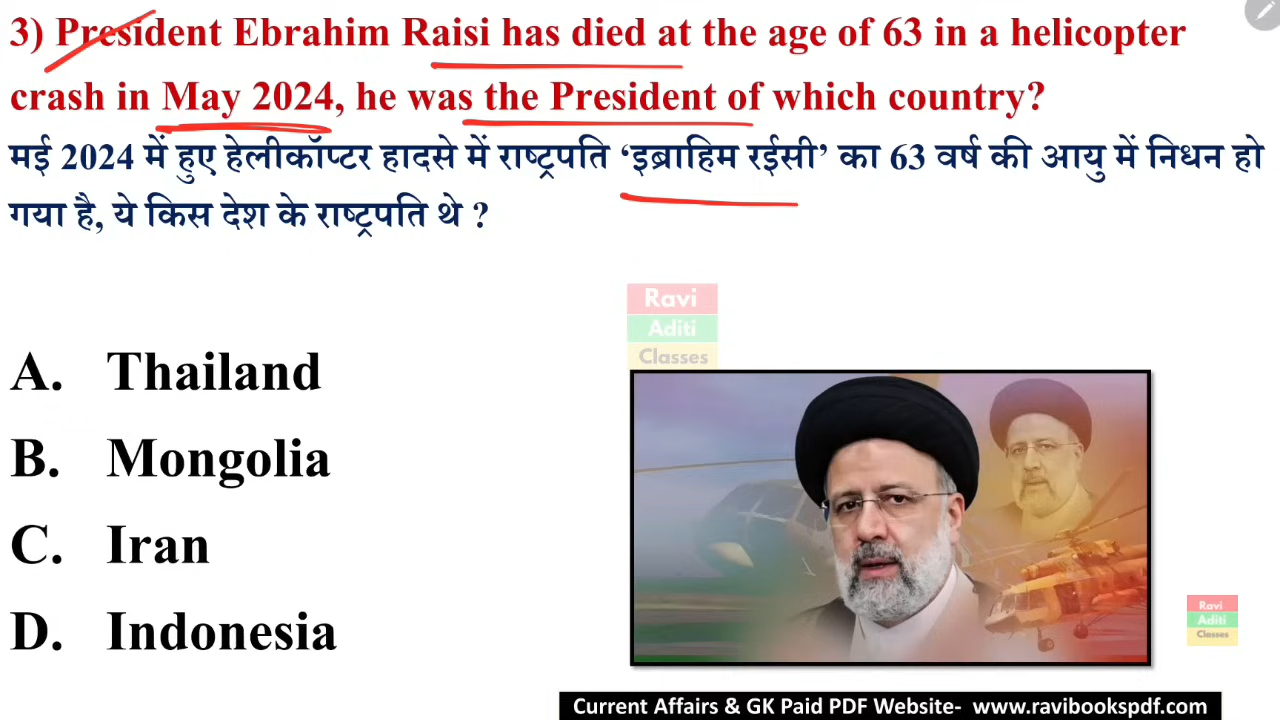 3) President Ebrahim Raisi has died at the age of 63 in a helicopter
crash in May 2024, he was the President of which country?
मई 2024 में हुए हेलीकॉप्टर हादसे में राष्ट्रपति ‘इब्राहिम रईसी’ का 63 वर्ष की आयु में निधन हो
गया है, ये किस देश के राष्ट्रपति थे ?
Ravi
Aditi
Classes
A. Thailand
B. Mongolia
C. Iran
D. Indonesia
Ravi
Aditi
Classes
Current Affairs & GK Paid PDF Website- www.ravibookspdf.com